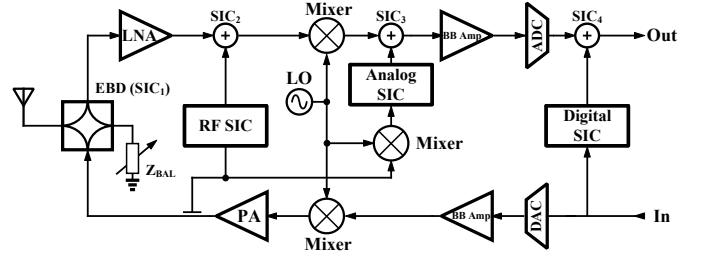 Mixer
LNA
SIC₂
SIC₃
BB Amp
ADC
SIC₄
Out
EBD (SIC₁)
LO
Analog
SIC
RF SIC
Digital
SIC
Mixer
Z_BAL
PA
Mixer
BB Amp
DAC
In